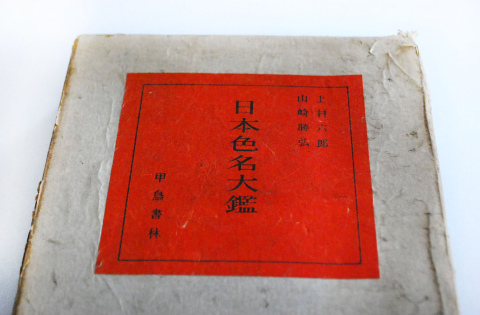 上村六郎
山崎勝弘
日本色名大鑑
甲鳥書林